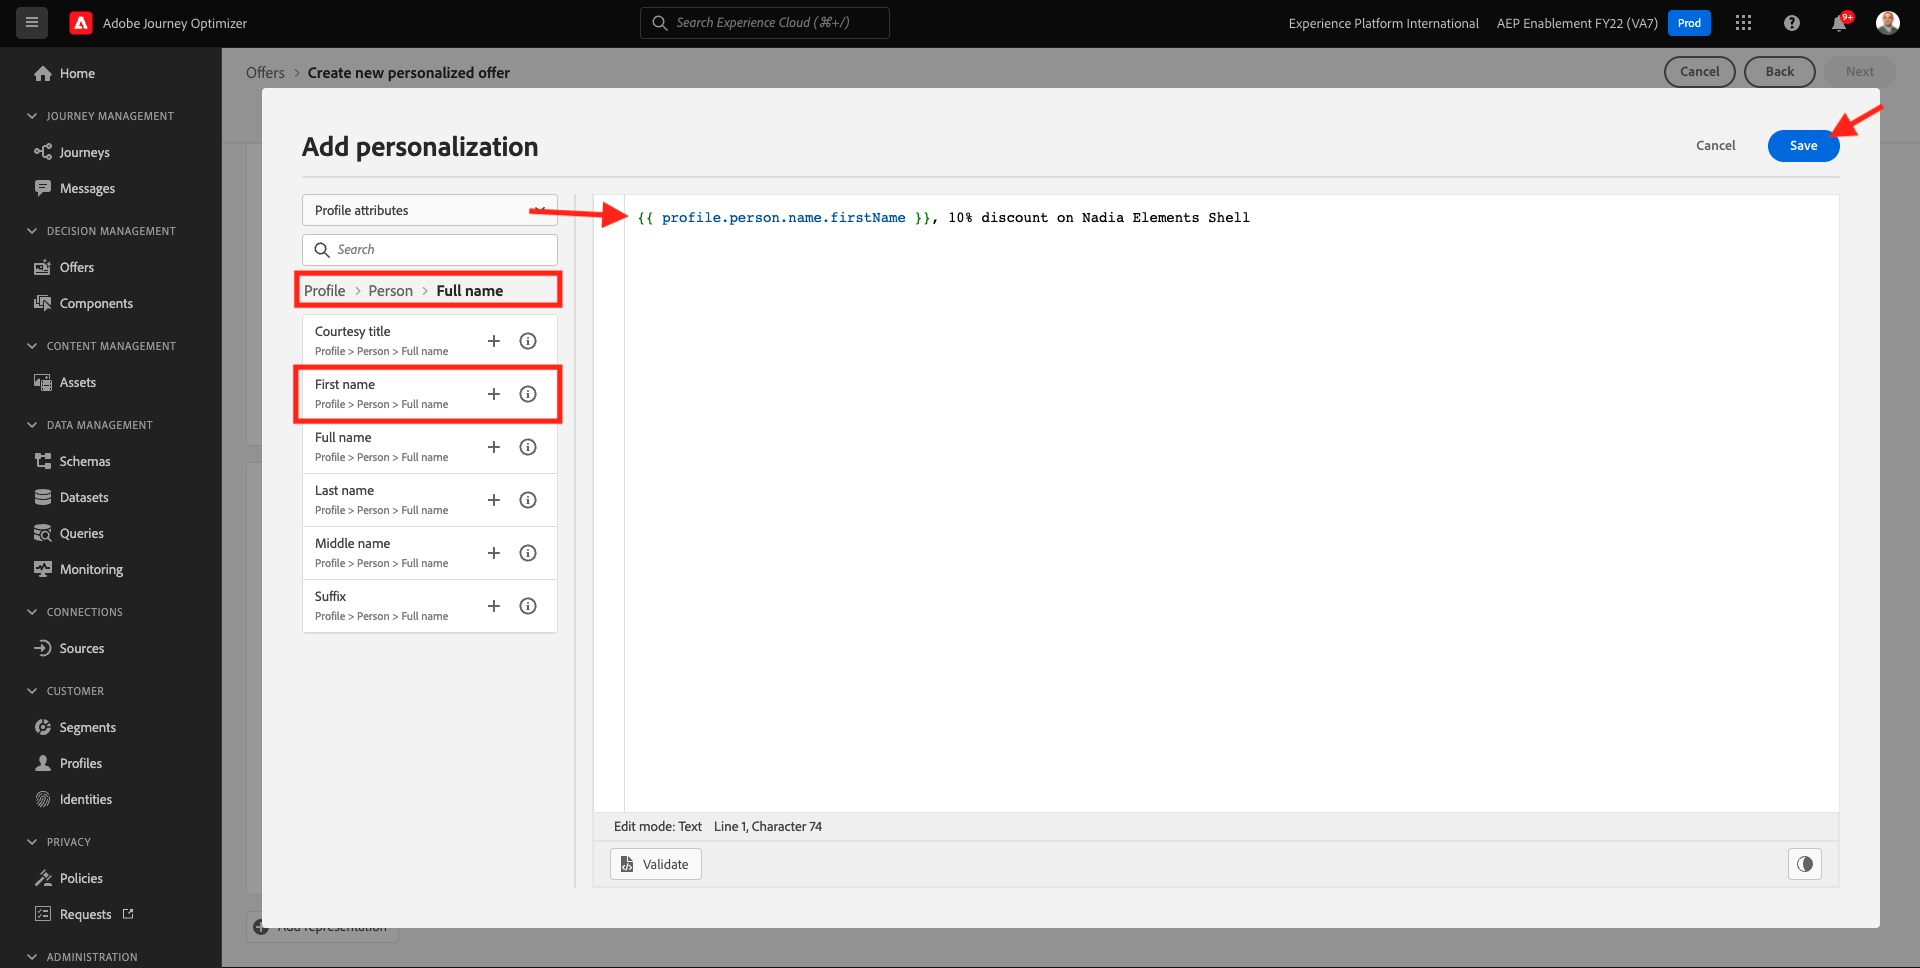 Adobe Journey Optimizer
Search Experience Cloud (⌘+/)
Experience Platform International
AEP Enablement FY22 (VA7)
Prod
9+
Home
JOURNEY MANAGEMENT
Journeys
Messages
DECISION MANAGEMENT
Offers
Components
CONTENT MANAGEMENT
Assets
DATA MANAGEMENT
Schemas
Datasets
Queries
Monitoring
CONNECTIONS
Sources
CUSTOMER
Segments
Profiles
Identities
PRIVACY
Policies
Requests
ADMINISTRATION
Offers > Create new personalized offer
Cancel
Back
Next
Add personalization
Cancel
Save
Profile attributes
Search
Profile > Person > Full name
Courtesy title
Profile > Person > Full name
First name
Profile > Person > Full name
Full name
Profile > Person > Full name
Last name
Profile > Person > Full name
Middle name
Profile > Person > Full name
Suffix
Profile > Person > Full name
{{ profile.person.name.firstName }}, 10% discount on Nadia Elements Shell
Edit mode: Text Line 1, Character 74
Validate
Add representation